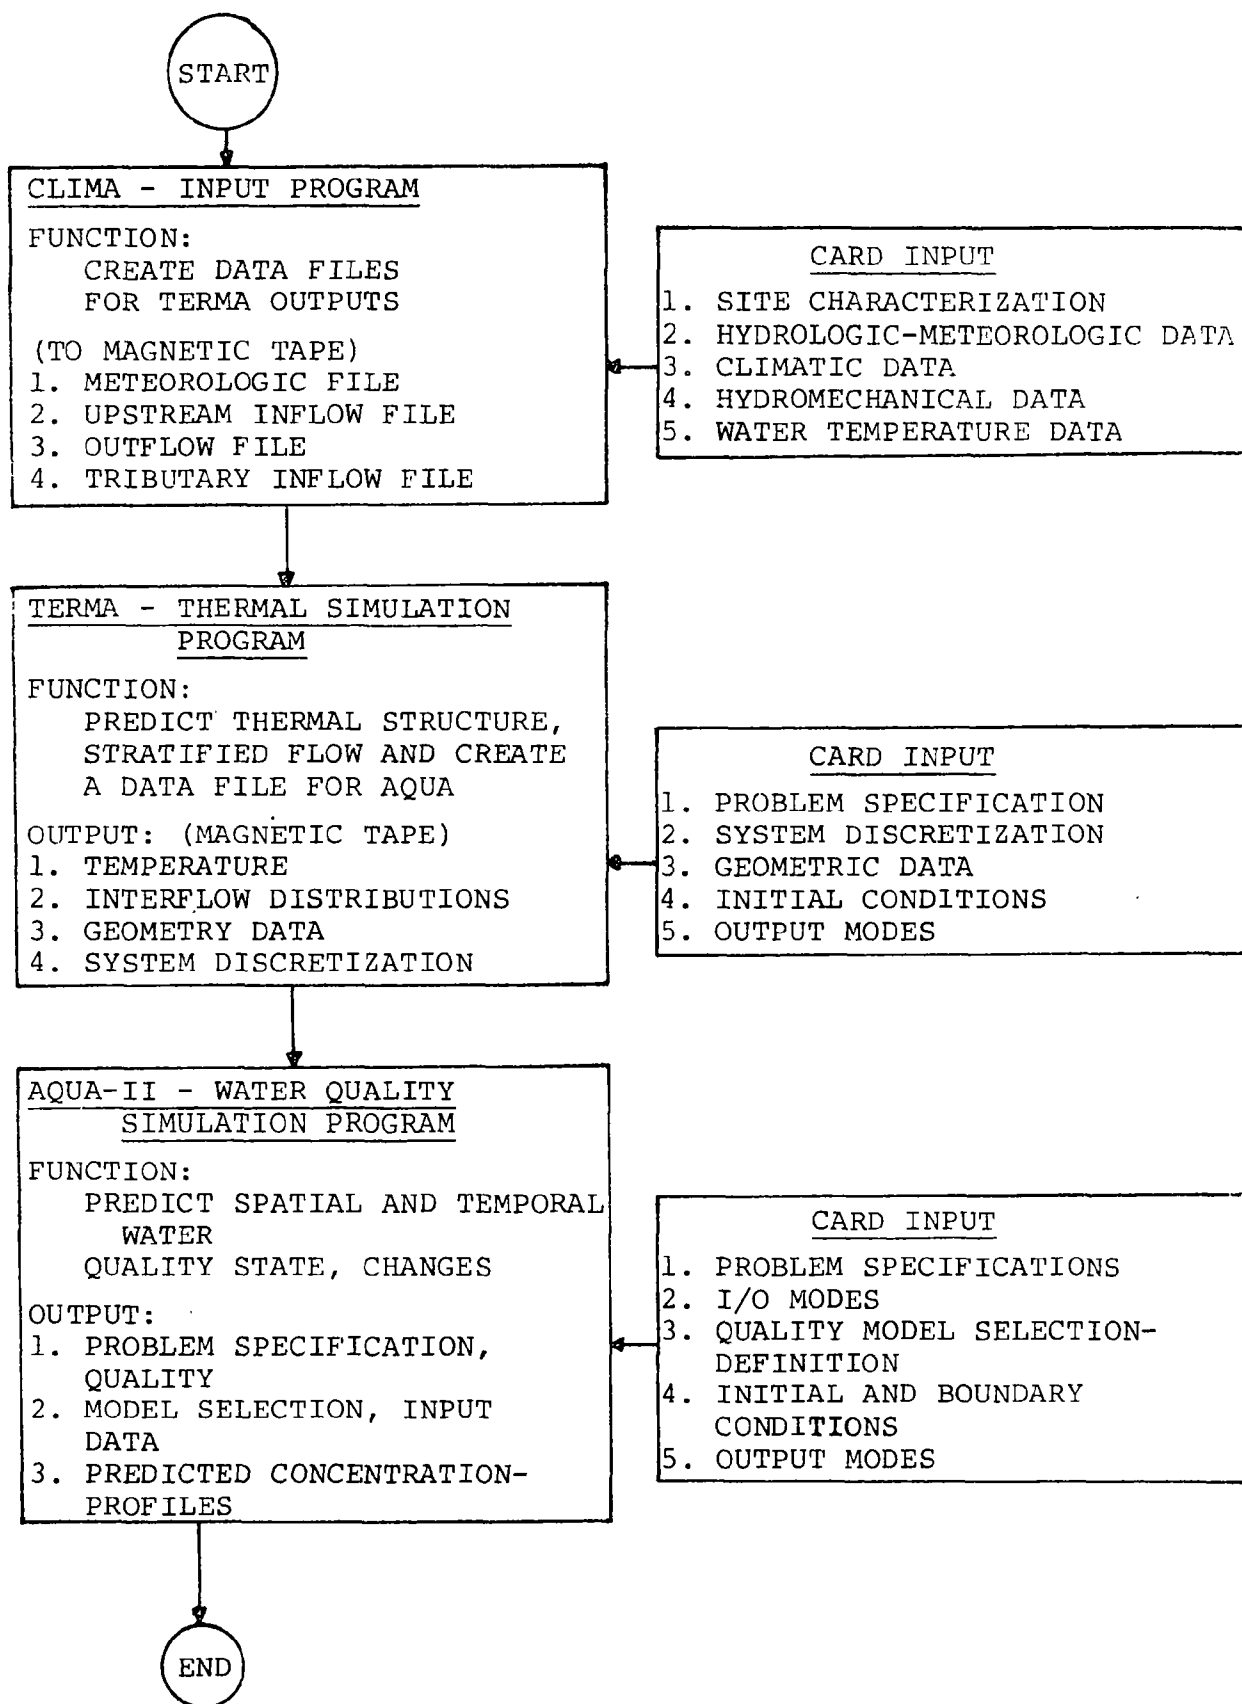 START
CLIMA - INPUT PROGRAM
FUNCTION:
CREATE DATA FILES
FOR TERMA OUTPUTS
(TO MAGNETIC TAPE)
1. METEOROLOGIC FILE
2. UPSTREAM INFLOW FILE
3. OUTFLOW FILE
4. TRIBUTARY INFLOW FILE
CARD INPUT
1. SITE CHARACTERIZATION
2. HYDROLOGIC-METEOROLOGIC DATA
3. CLIMATIC DATA
4. HYDROMECHANICAL DATA
5. WATER TEMPERATURE DATA
TERMA - THERMAL SIMULATION
PROGRAM
FUNCTION:
PREDICT THERMAL STRUCTURE,
STRATIFIED FLOW AND CREATE
A DATA FILE FOR AQUA
OUTPUT: (MAGNETIC TAPE)
1. TEMPERATURE
2. INTERFLOW DISTRIBUTIONS
3. GEOMETRY DATA
4. SYSTEM DISCRETIZATION
CARD INPUT
1. PROBLEM SPECIFICATION
2. SYSTEM DISCRETIZATION
3. GEOMETRIC DATA
4. INITIAL CONDITIONS
5. OUTPUT MODES
AQUA-II - WATER QUALITY
SIMULATION PROGRAM
FUNCTION:
PREDICT SPATIAL AND TEMPORAL
WATER
QUALITY STATE, CHANGES
OUTPUT:
1. PROBLEM SPECIFICATION,
QUALITY
2. MODEL SELECTION, INPUT
DATA
3. PREDICTED CONCENTRATION-
PROFILES
CARD INPUT
1. PROBLEM SPECIFICATIONS
2. I/O MODES
3. QUALITY MODEL SELECTION-
DEFINITION
4. INITIAL AND BOUNDARY
CONDITIONS
5. OUTPUT MODES
END